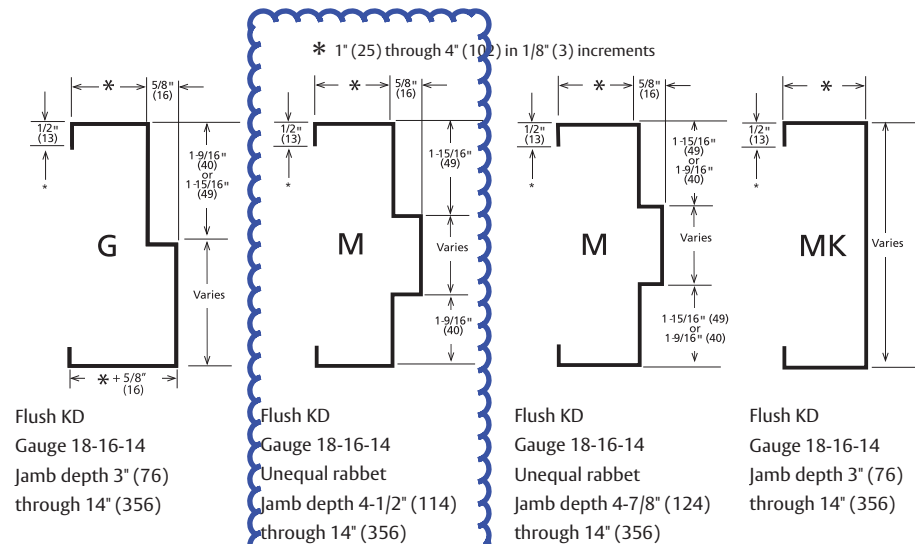 * 1" (25) through 4" (102) in 1/8" (3) increments
*
5/8"
(16)
1/2"
(13)
*
1-9/16"
(40)
or
1-15/16"
(49)
G
Varies
* + 5/8"
(16)
Flush KD
Gauge 18-16-14
Jamb depth 3" (76)
through 14" (356)
*
5/8"
(16)
1/2"
(13)
*
1-15/16"
(49)
M
Varies
1-9/16"
(40)
Flush KD
Gauge 18-16-14
Unequal rabbet
Jamb depth 4-1/2" (114)
through 14" (356)
*
5/8"
(16)
1/2"
(13)
*
1-15/16"
(49)
or
1-9/16"
(40)
M
Varies
1-15/16" (49)
or
1-9/16" (40)
Flush KD
Gauge 18-16-14
Unequal rabbet
Jamb depth 4-7/8" (124)
through 14" (356)
*
1/2"
(13)
*
MK
Varies
Flush KD
Gauge 18-16-14
Jamb depth 3" (76)
through 14" (356)